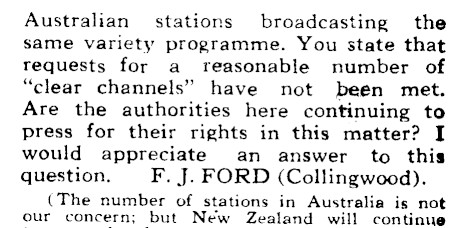 Australian stations broadcasting the
same variety programme. You state that
requests for a reasonable number of
"clear channels" have not been met.
Are the authorities here continuing to
press for their rights in this matter? I
would appreciate an answer to this
question. F. J. FORD (Collingwood).
(The number of stations in Australia is not
our concern; but New Zealand will continue